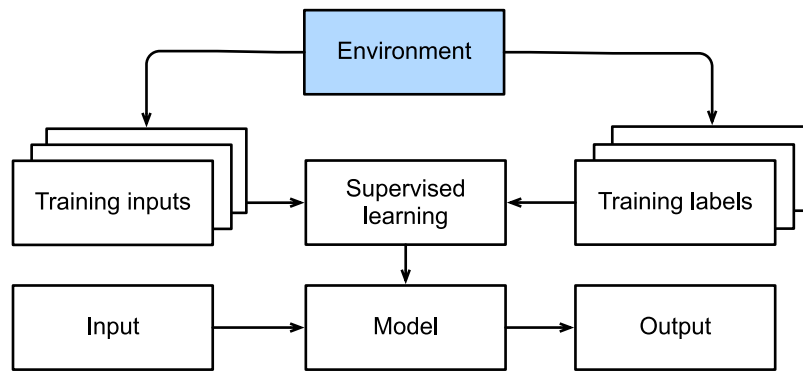 Environment
Training inputs
Supervised
learning
Training labels
Input
Model
Output